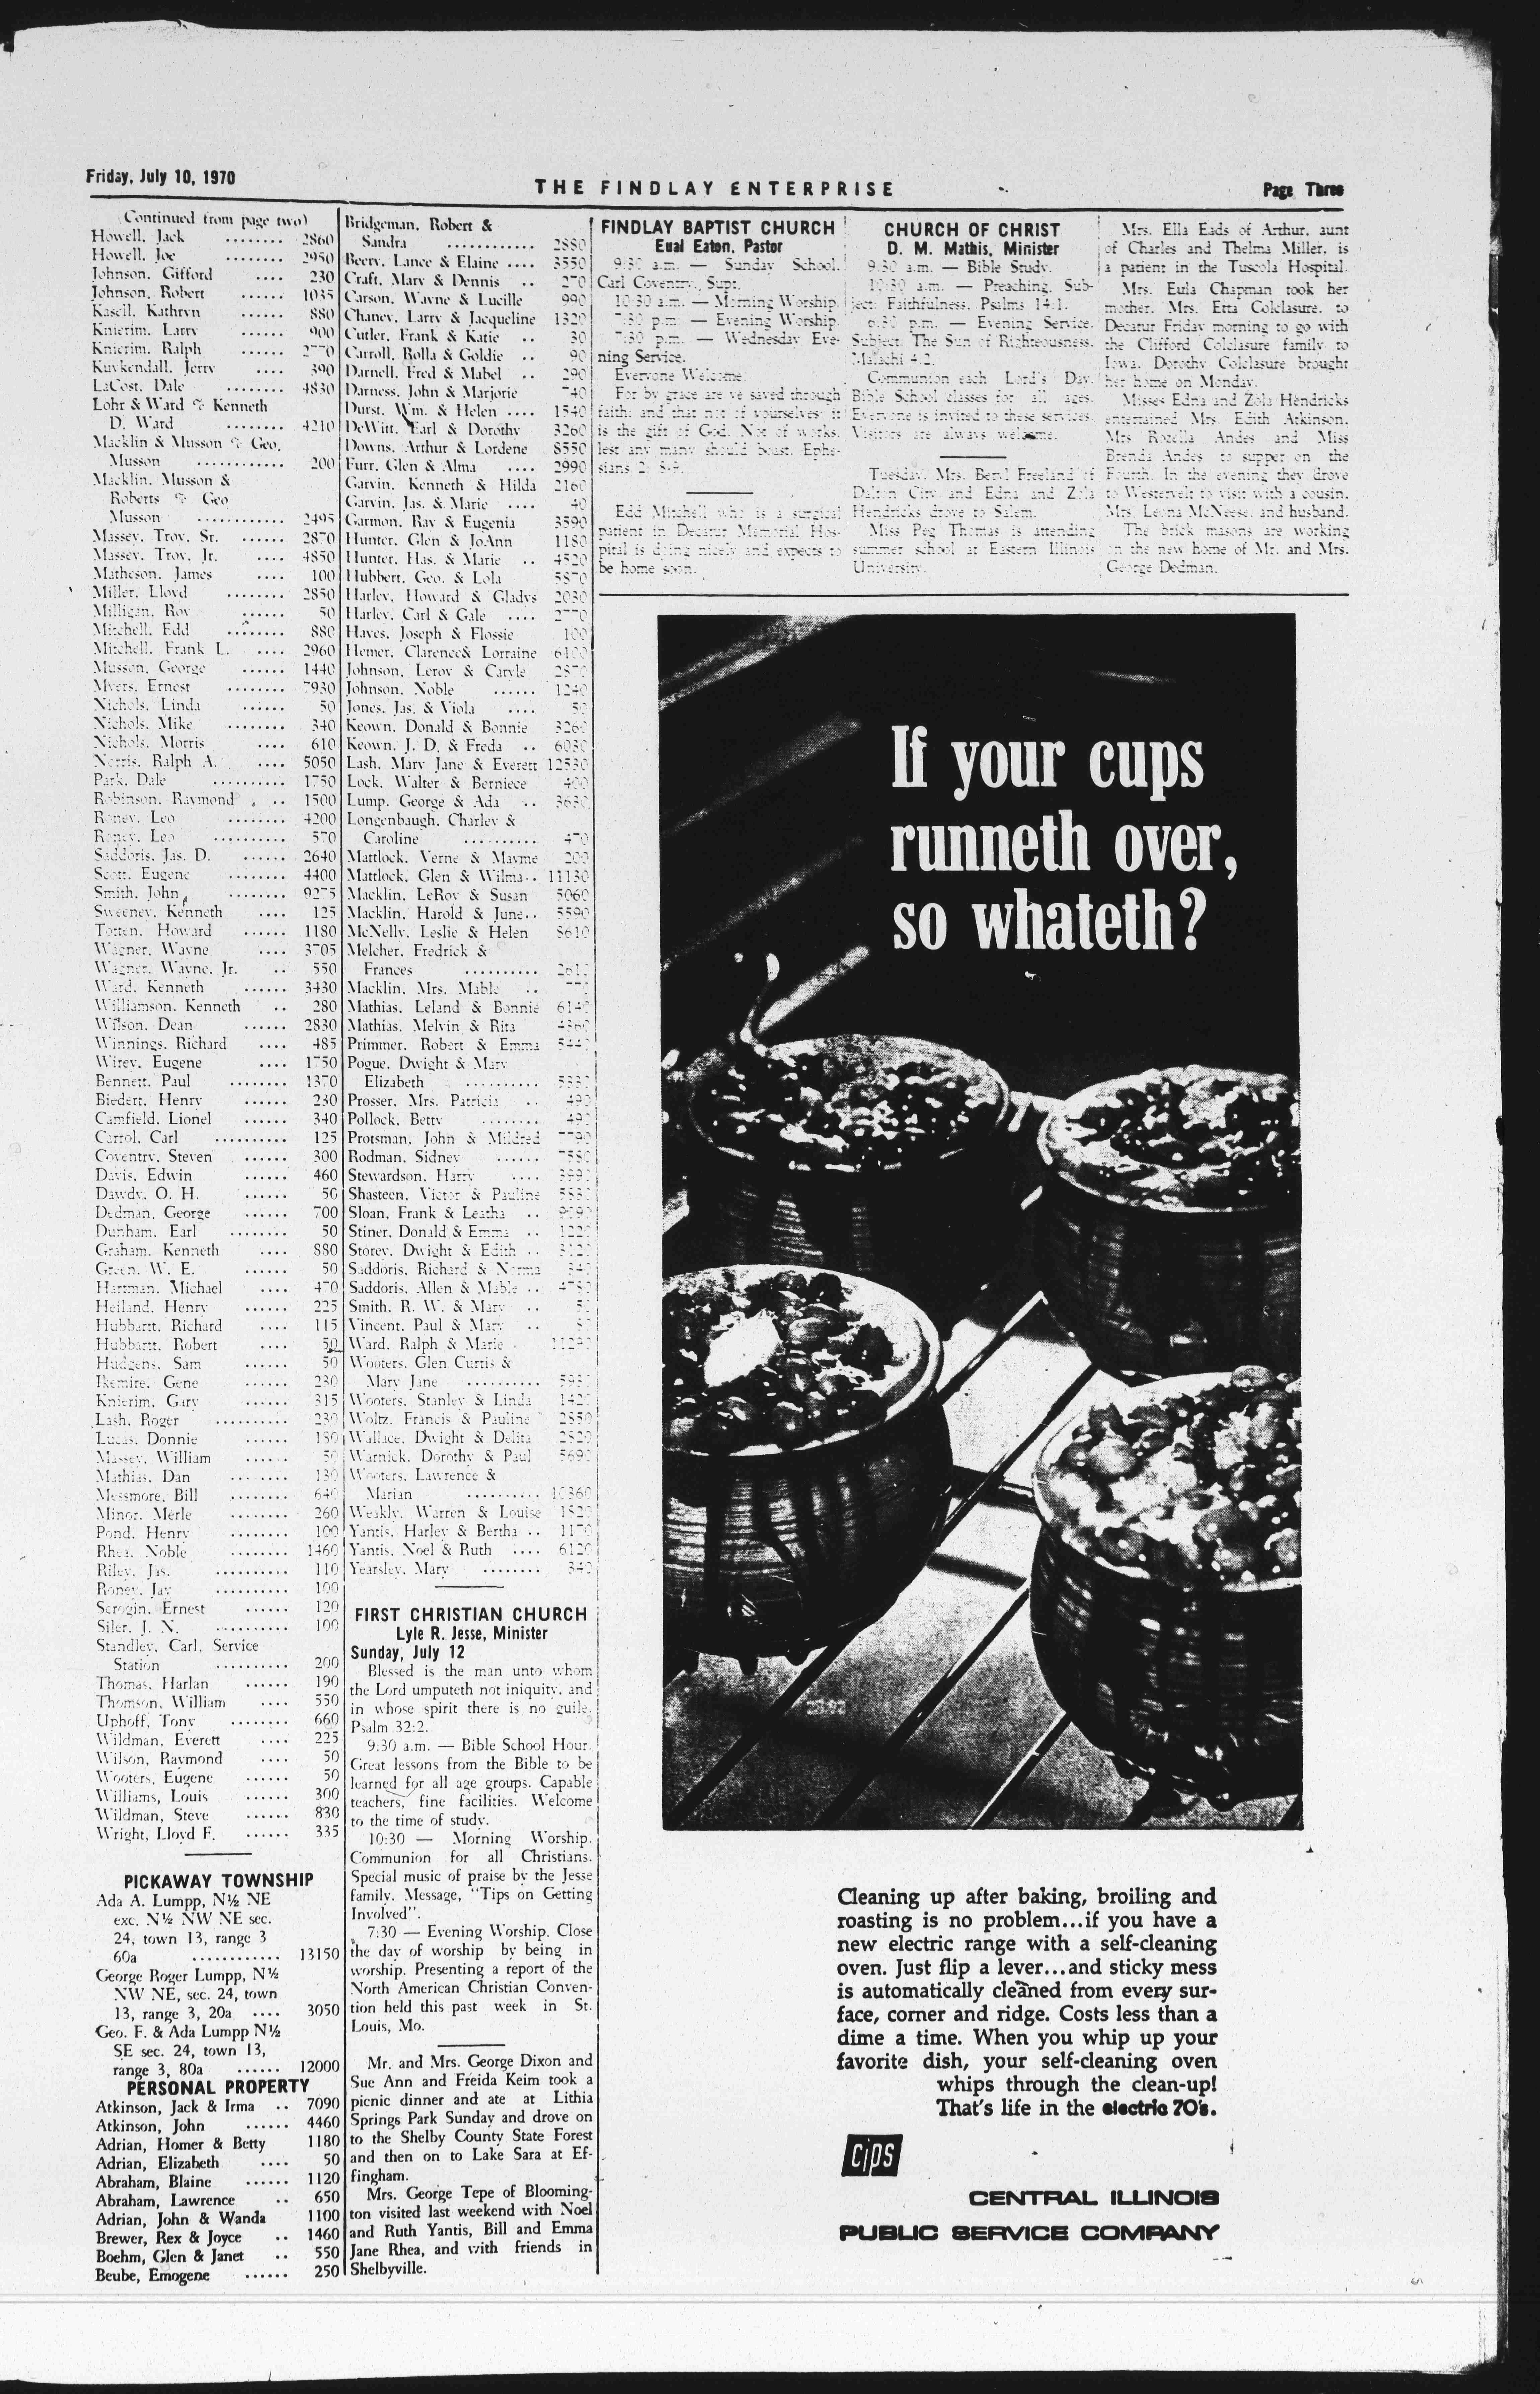 Friday, July 10, 1970
THE FINDLAY ENTERPRISE
Page Three
(Continued from page two)
Howell, Jack ........ 2860
Howell, Joe ........ 2950
Johnson, Gifford .... 230
Johnson, Robert ...... 1035
Kasell, Kathryn ...... 880
Knierim, Larry ...... 900
Knierim, Ralph ...... 2770
Kuykendall, Jerry .... 390
LaCost, Dale ........ 4830
Lohr & Ward % Kenneth
D. Ward ........ 4210
Macklin & Musson % Geo.
Musson ............ 200
Macklin, Musson &
Roberts % Geo
Musson ............ 2495
Massey, Troy, Sr. ...... 2870
Massey, Troy, Jr. .... 4850
Matheson, James .... 100
Miller, Lloyd ........ 2850
Milligan, Roy ...... 50
Mitchell, Edd ........ 880
Mitchell, Frank L. .... 2960
Musson, George ...... 1440
Myers, Ernest ........ 7930
Nichols, Linda ...... 50
Nichols, Mike ........ 340
Nichols, Morris .... 610
Norris, Ralph A. .... 5050
Park, Dale .......... 1750
Robinson, Raymond .. 1500
Roney, Leo ........ 4200
Roney, Leo .......... 570
Saddoris, Jas. D. ...... 2640
Scott, Eugene ........ 4400
Smith, John ........ 9275
Sweeney, Kenneth .... 125
Totten, Howard ...... 1180
Wagner, Wayne .... 3705
Wagner, Wayne, Jr. .. 550
Ward, Kenneth ...... 3430
Williamson, Kenneth .. 280
Wilson, Dean ...... 2830
Winnings, Richard .... 485
Wirey, Eugene .... 1750
Bennett, Paul ........ 1370
Biedert, Henry ...... 230
Camfield, Lionel ...... 340
Carrol, Carl .......... 125
Coventry, Steven ...... 300
Davis, Edwin ...... 460
Dawdy, O. H. ...... 50
Dedman, George ...... 700
Dunham, Earl ........ 50
Graham, Kenneth .... 880
Green, W. E. ...... 50
Hartman, Michael .... 470
Heiland, Henry ...... 225
Hubbartt, Richard .... 115
Hubbartt, Robert .... 50
Hudgens, Sam ...... 50
Ikemire, Gene ...... 230
Knierim, Gary ...... 315
Lash, Roger .......... 230
Lucas, Donnie ...... 130
Massey, William ...... 50
Mathias, Dan ........ 130
Messmore, Bill ........ 640
Minor, Merle ........ 260
Pond, Henry ........ 100
Rhea, Noble ........ 1460
Riley, Jas. .......... 110
Roney, Jay .......... 100
Scrogin, Ernest ...... 120
Siler, J. N. .......... 100
Standley, Carl, Service
Station .......... 200
Thomas, Harlan ...... 190
Thomson, William .... 550
Uphoff, Tony ........ 660
Wildman, Everett .... 225
Wilson, Raymond .... 50
Wooters, Eugene ...... 50
Williams, Louis ...... 300
Wildman, Steve ...... 830
Wright, Lloyd F. ...... 335
PICKAWAY TOWNSHIP
Ada A. Lumpp, N½ NE
exc. N½ NW NE sec.
24, town 13, range 3
60a ............ 13150
George Roger Lumpp, N½
NW NE, sec. 24, town
13, range 3, 20a .... 3050
Geo. F. & Ada Lumpp N½
SE sec. 24, town 13,
range 3, 80a ...... 12000
PERSONAL PROPERTY
Atkinson, Jack & Irma .. 7090
Atkinson, John ...... 4460
Adrian, Homer & Betty 1180
Adrian, Elizabeth .... 50
Abraham, Blaine ...... 1120
Abraham, Lawrence .. 650
Adrian, John & Wanda 1100
Brewer, Rex & Joyce .. 1460
Boehm, Glen & Janet .. 550
Beube, Emogene ...... 250
Bridgeman, Robert &
Sandra ............ 2880
Beery, Lance & Elaine .... 3550
Craft, Mary & Dennis .. 270
Carson, Wayne & Lucille 990
Chaney, Larry & Jacqueline 1320
Cutler, Frank & Katie .. 30
Carroll, Rolla & Goldie .. 90
Darnell, Fred & Mabel .. 290
Darness, John & Marjorie 740
Durst, Wm. & Helen .... 1540
DeWitt, Earl & Dorothy 3260
Downs, Arthur & Lordene 8550
Furr, Glen & Alma .... 2990
Garvin, Kenneth & Hilda 2160
Garvin, Jas. & Marie .... 40
Garmon, Ray & Eugenia 3590
Hunter, Glen & JoAnn 1180
Hunter, Has. & Marie .. 4520
Hubbert, Geo. & Lola 5870
Harley, Howard & Gladys 2030
Harley, Carl & Gale .... 2770
Hayes, Joseph & Flossie 100
Hemer, Clarence& Lorraine 6100
Johnson, Leroy & Caryle 2870
Johnson, Noble ...... 1240
Jones, Jas. & Viola .... 50
Keown, Donald & Bonnie 3260
Keown, J. D. & Freda .. 6030
Lash, Mary Jane & Everett 12530
Lock, Walter & Berniece 400
Lump, George & Ada .. 3630
Longenbaugh, Charley &
Caroline .......... 470
Mattlock, Verne & Mayme 200
Mattlock, Glen & Wilma.. 11130
Macklin, LeRoy & Susan 5060
Macklin, Harold & June.. 5590
McNelly, Leslie & Helen 8610
Melcher, Fredrick &
Frances .......... 2610
Macklin, Mrs. Mable .. 770
Mathias, Leland & Bonnie 6140
Mathias, Melvin & Rita 4360
Primmer, Robert & Emma 5440
Pogue, Dwight & Mary
Elizabeth ..........
Prosser, Mrs. Patricia .. 490
Pollock, Betty ........ 490
Protsman, John & Mildred 7790
Rodman, Sidney ...... 7580
Stewardson, Harry ....
Shasteen, Victor & Pauline
Sloan, Frank & Leatha ..
Stiner, Donald & Emma .. 1220
Storey, Dwight & Edith .. 3120
Saddoris, Richard & Norma 340
Saddoris, Allen & Mable .. 4750
Smith, R. W. & Mary .. 50
Vincent, Paul & Mary ..
Ward, Ralph & Marie . 11290
Wooters, Glen Curtis &
Mary Jane .......... 5930
Wooters, Stanley & Linda 1420
Woltz, Francis & Pauline 2850
Wallace, Dwight & Delita 2820
Warnick, Dorothy & Paul 5690
Wooters, Lawrence &
Marian .......... 10360
Weakly, Warren & Louise 1820
Yantis, Harley & Bertha .. 1170
Yantis, Noel & Ruth .... 6120
Yearsley, Mary ........ 340
FIRST CHRISTIAN CHURCH
Lyle R. Jesse, Minister
Sunday, July 12
Blessed is the man unto whom
the Lord umputeth not iniquity, and
in whose spirit there is no guile.
Psalm 32:2.
9:30 a.m. — Bible School Hour.
Great lessons from the Bible to be
learned for all age groups. Capable
teachers, fine facilities. Welcome
to the time of study.
10:30 — Morning Worship.
Communion for all Christians.
Special music of praise by the Jesse
family. Message, "Tips on Getting
Involved".
7:30 — Evening Worship. Close
the day of worship by being in
worship. Presenting a report of the
North American Christian Conven-
tion held this past week in St.
Louis, Mo.
Mr. and Mrs. George Dixon and
Sue Ann and Freida Keim took a
picnic dinner and ate at Lithia
Springs Park Sunday and drove on
to the Shelby County State Forest
and then on to Lake Sara at Ef-
fingham.
Mrs. George Tepe of Blooming-
ton visited last weekend with Noel
and Ruth Yantis, Bill and Emma
Jane Rhea, and with friends in
Shelbyville.
FINDLAY BAPTIST CHURCH
Eual Eaton, Pastor
9:30 a.m. — Sunday School.
Carl Coventry, Supt.
10:30 a.m. — Morning Worship.
7:30 p.m. — Evening Worship.
7:30 p.m. — Wednesday Eve-
ning Service.
Everyone Welcome.
For by grace are ye saved through
faith; and that not of yourselves: it
is the gift of God. Not of works,
lest any many should boast. Ephe-
sians 2: 8-9.
Edd Mitchell who is a surgical
patient in Decatur Memorial Hos-
pital is doing nicely and expects to
be home soon.
CHURCH OF CHRIST
D. M. Mathis, Minister
9:30 a.m. — Bible Study.
10:30 a.m. — Preaching. Sub-
ject: Faithfulness. Psalms 14:1.
6:30 p.m. — Evening Service.
Subject: The Sun of Righteousness.
Malachi 4:2.
Communion each Lord's Day.
Bible School classes for all ages.
Everyone is invited to these services.
Visitors are always welcome.
Tuesday, Mrs. Beryl Freeland of
Dalton City and Edna and Zola
Hendricks drove to Salem.
Miss Peg Thomas is attending
summer school at Eastern Illinois
University.
Mrs. Ella Eads of Arthur, aunt
of Charles and Thelma Miller, is
a patient in the Tuscola Hospital.
Mrs. Eula Chapman took her
mother, Mrs. Etta Colclasure, to
Decatur Friday morning to go with
the Clifford Colclasure family to
Iowa. Dorothy Colclasure brought
her home on Monday.
Misses Edna and Zola Hendricks
entertained Mrs. Edith Atkinson,
Mrs Rozella Andes and Miss
Brenda Andes to supper on the
Fourth. In the evening they drove
to Westervelt to visit with a cousin,
Mrs. Leona McNeese, and husband.
The brick masons are working
on the new home of Mr. and Mrs.
George Dedman.
If your cups
runneth over,
so whateth?
Cleaning up after baking, broiling and
roasting is no problem...if you have a
new electric range with a self-cleaning
oven. Just flip a lever...and sticky mess
is automatically cleaned from every sur-
face, corner and ridge. Costs less than a
dime a time. When you whip up your
favorite dish, your self-cleaning oven
whips through the clean-up!
That's life in the electric 70's.
cips
CENTRAL ILLINOIS
PUBLIC SERVICE COMPANY